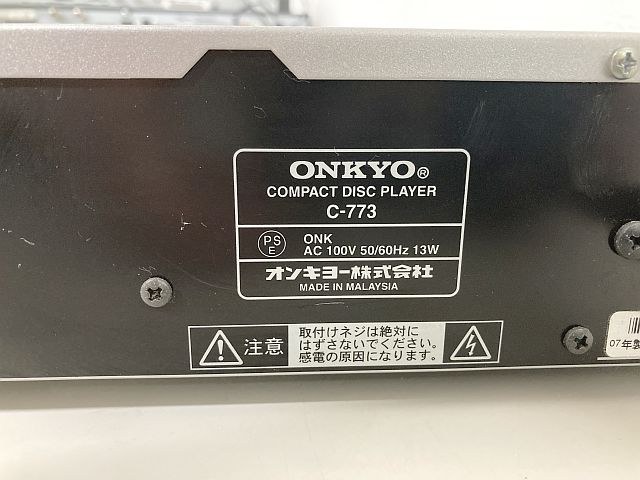 ONKYO®
COMPACT DISC PLAYER
C-773
PS
E
ONK
AC 100V 50/60Hz 13W
オンキヨー株式会社
MADE IN MALAYSIA
注意
取付けネジは絶対に
はずさないでください。
感電の原因になります。
07年製